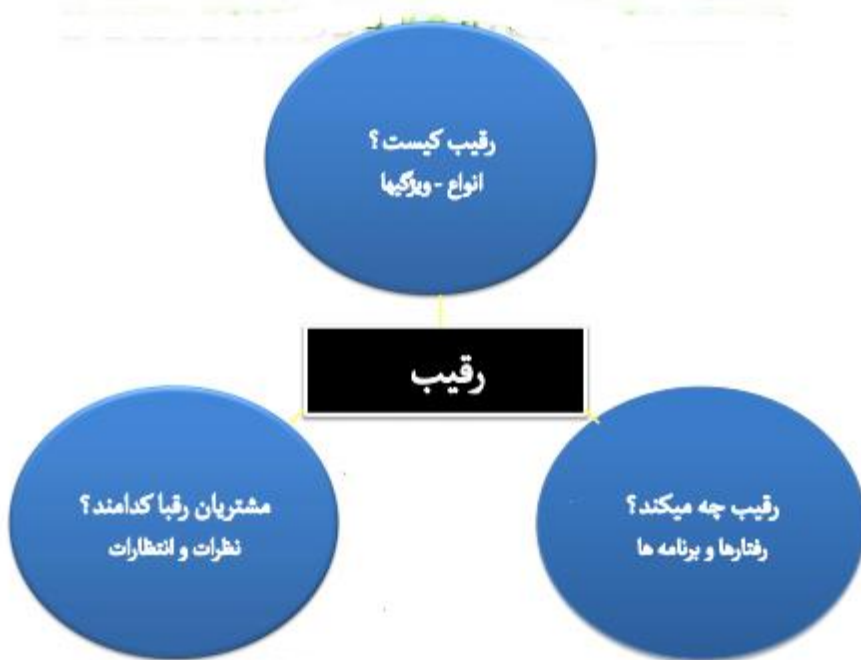 رقیب کیست؟
انواع - ویژگیها
رقیب
رقیب چه میکند؟
رفتارها و برنامه ها
مشتریان رقبا کدامند؟
نظرات و انتظارات